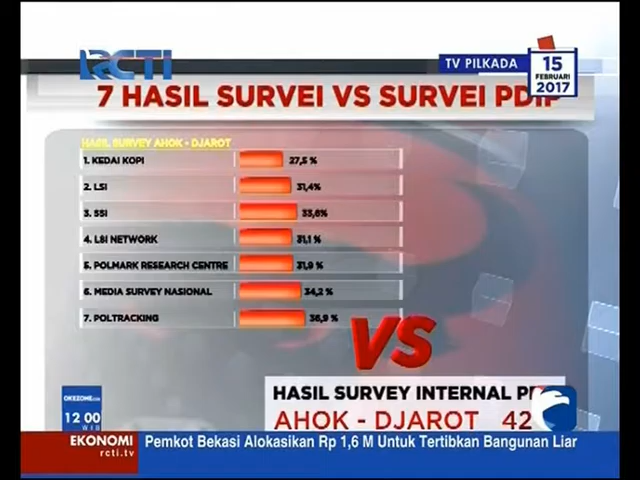 RCTI
TV PILKADA
15
FEBRUARI
2017
7 HASIL SURVEI VS SURVEI PDIP
HASIL SURVEY AHOK - DJAROT
1. KEDAI KOPI 27,5 %
2. LSI 31,4%
3. SSI 33,6%
4. LSI NETWORK 31,1 %
5. POLMARK RESEARCH CENTRE 31,9 %
6. MEDIA SURVEY NASIONAL 34,2 %
7. POLTRACKING 36,9 %
VS
HASIL SURVEY INTERNAL
AHOK - DJAROT 42
OKEZONE.COM
12 00
WIB
EKONOMI
rcti.tv
Pemkot Bekasi Alokasikan Rp 1,6 M Untuk Tertibkan Bangunan Liar